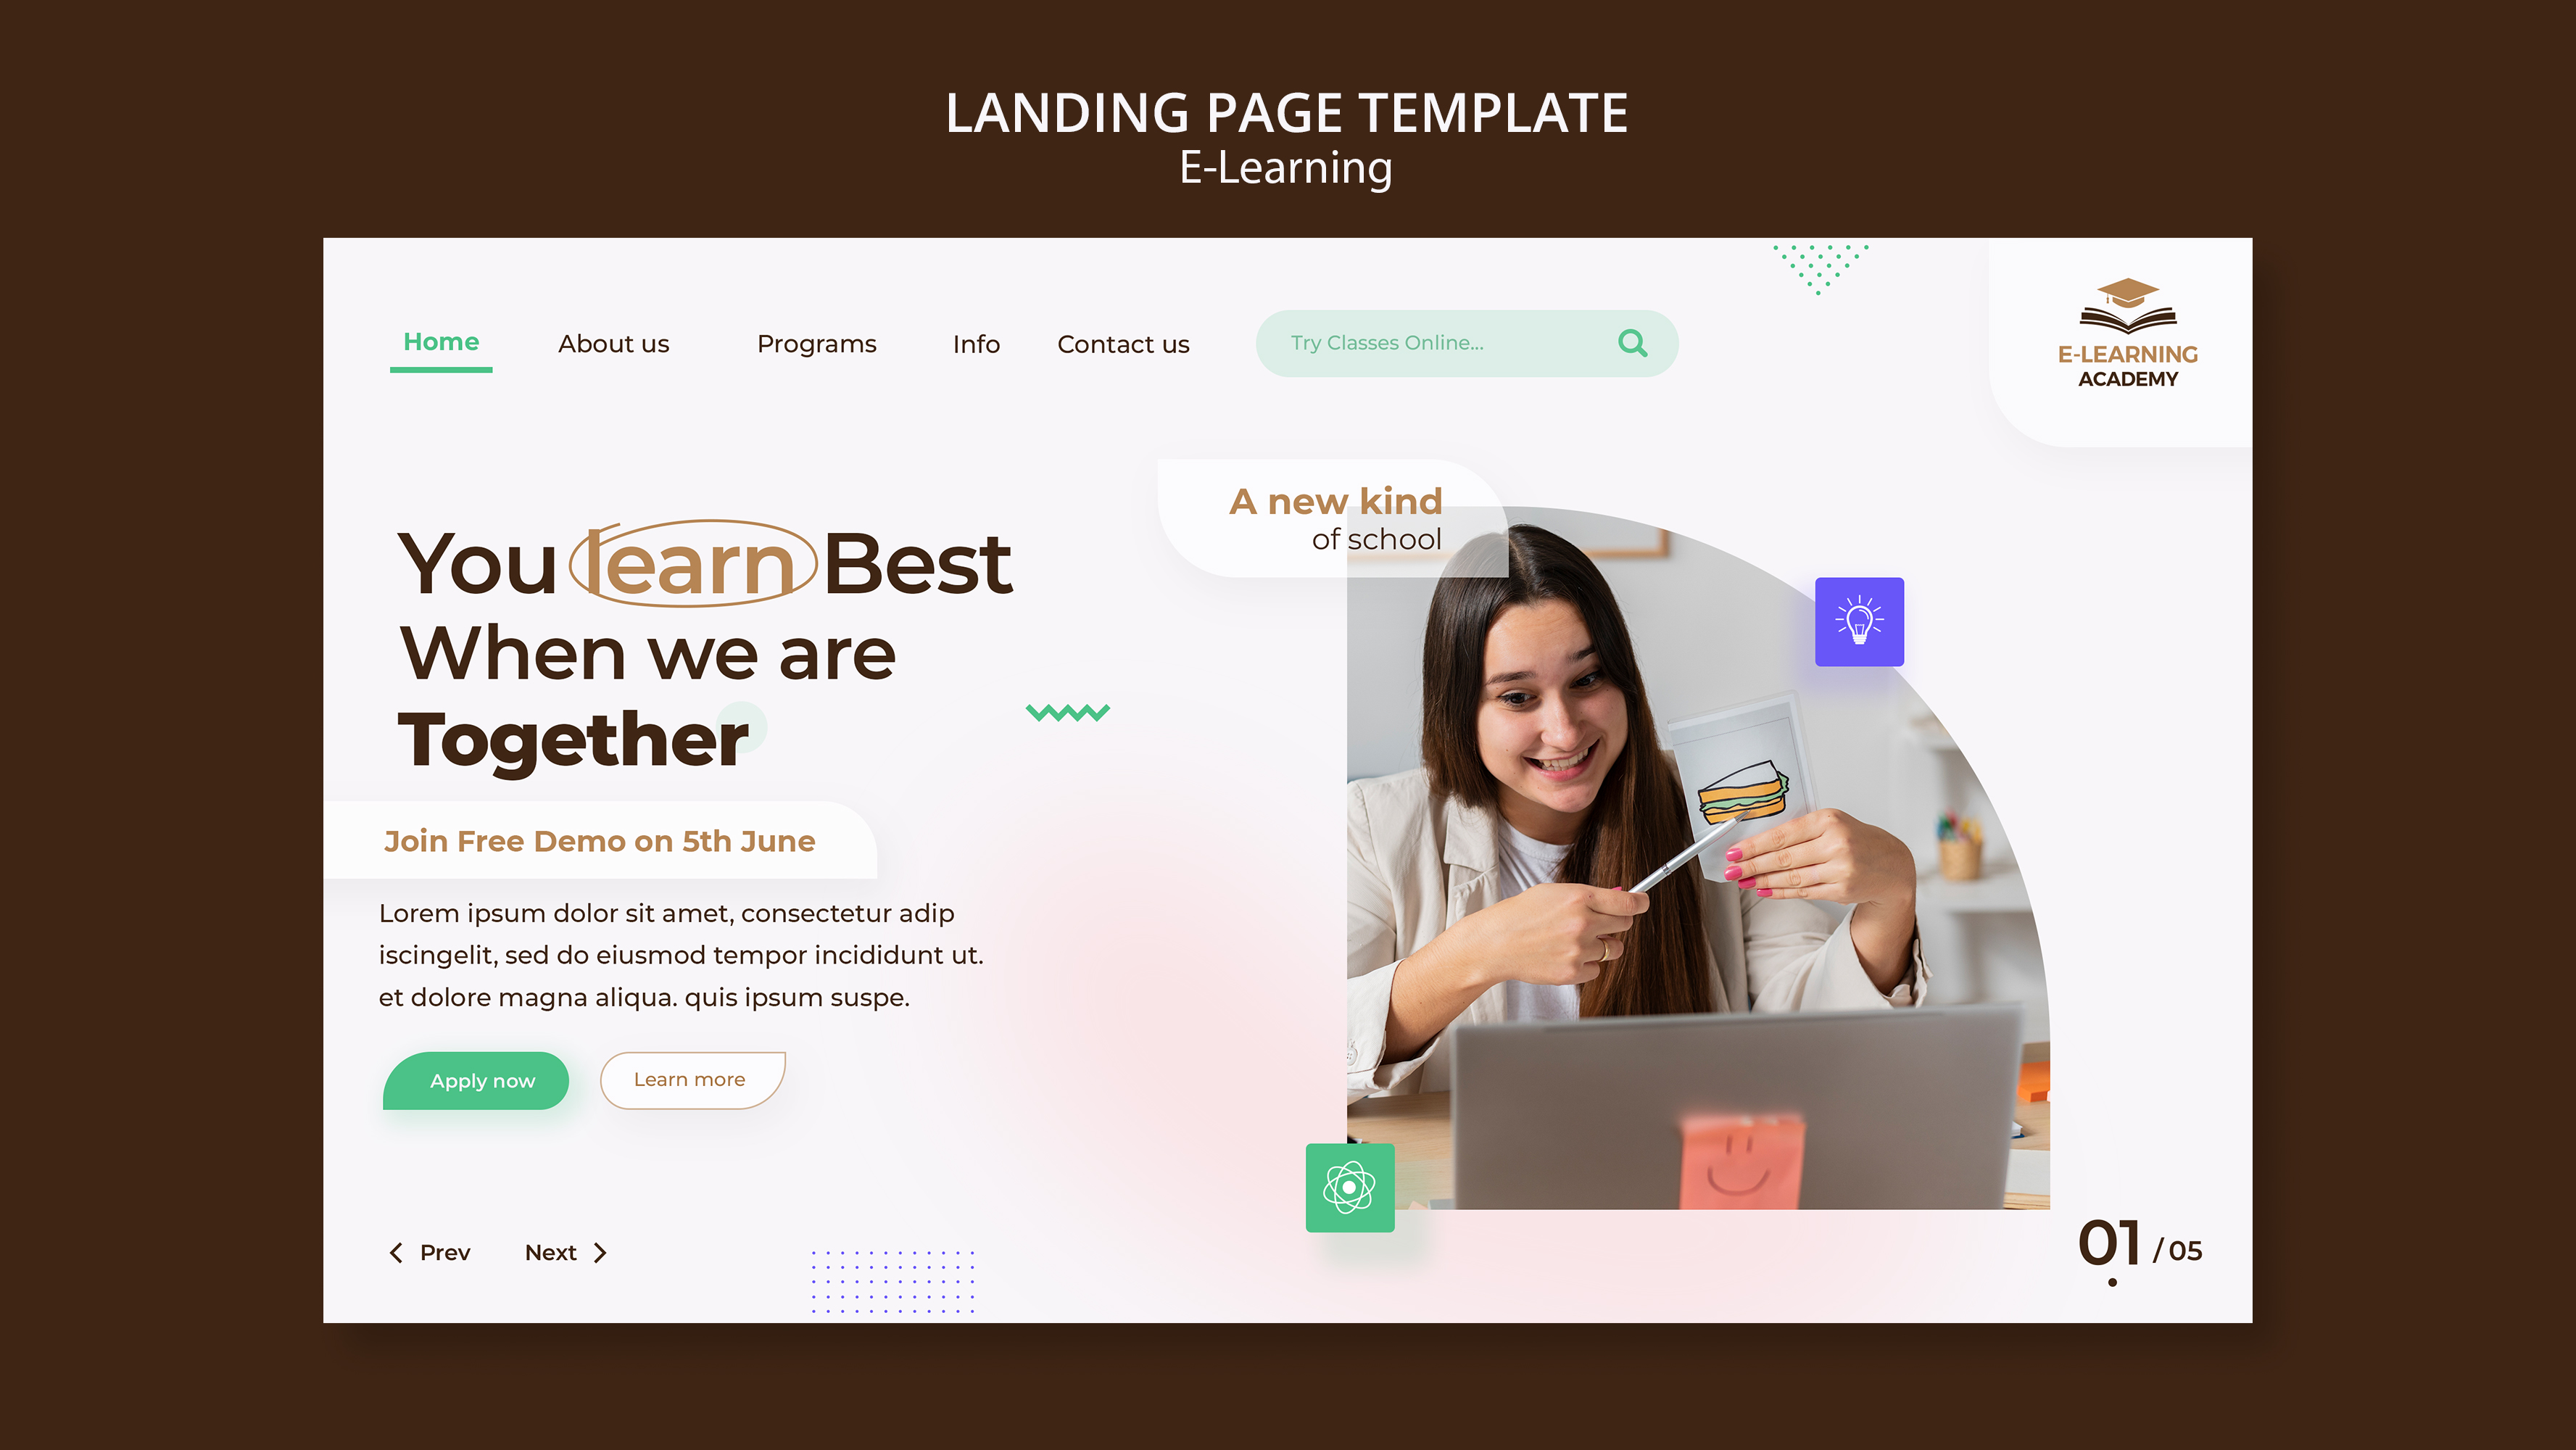 LANDING PAGE TEMPLATE
E-Learning
Home About us Programs Info Contact us Try Classes Online...
E-LEARNING
ACADEMY
A new kind
of school
You learn Best
When we are
Together
Join Free Demo on 5th June
Lorem ipsum dolor sit amet, consectetur adip
iscingelit, sed do eiusmod tempor incididunt ut.
et dolore magna aliqua. quis ipsum suspe.
Apply now Learn more
Prev Next
01 / 05